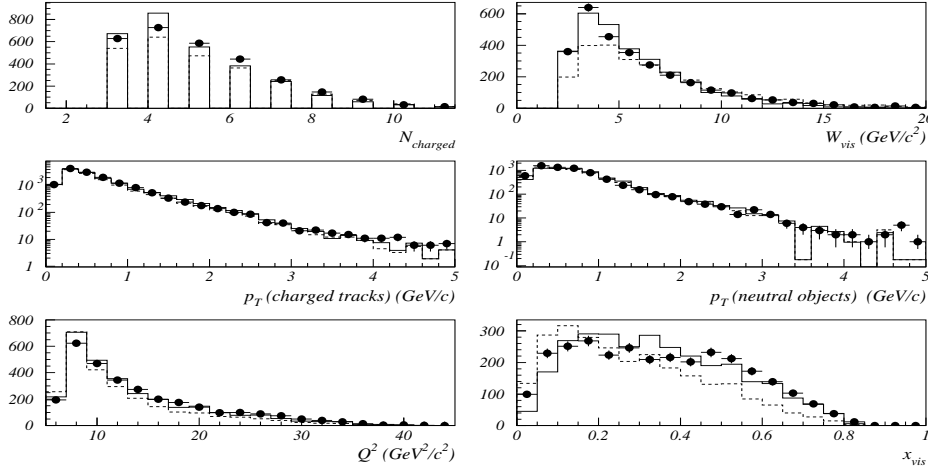 800
600
400
200
0
2 4 6 8 10
N_charged
600
400
200
0
0 5 10 15 20
W_vis (GeV/c²)
10³
10²
10
1
0 1 2 3 4 5
p_T (charged tracks) (GeV/c)
10³
10²
10
1
10⁻¹
0 1 2 3 4 5
p_T (neutral objects) (GeV/c)
800
600
400
200
0
10 20 30 40
Q² (GeV²/c²)
300
200
100
0
0 0.2 0.4 0.6 0.8 1
x_vis